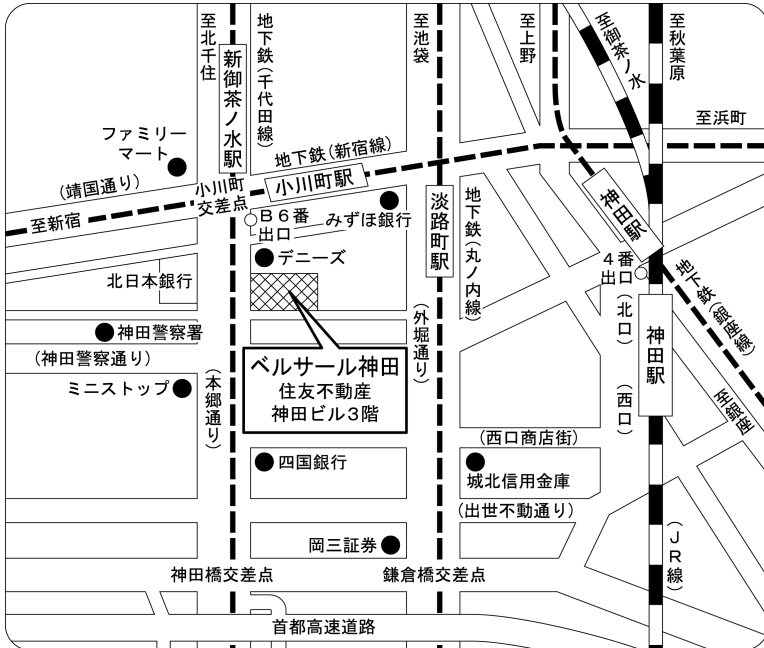 至北千住
新御茶ノ水駅
地下鉄(千代田線)
至池袋
至上野
至御茶ノ水
至秋葉原
至浜町
ファミリー
マート
地下鉄(新宿線)
(靖国通り)
小川町
交差点
小川町駅
至新宿
B6番
出口
みずほ銀行
淡路町駅
地下鉄(丸ノ内線)
神田駅
デニーズ
4番
出口
(北口)
地下鉄(銀座線)
北日本銀行
神田警察署
(神田警察通り)
(外堀通り)
神田駅
ベルサール神田
住友不動産
神田ビル3階
ミニストップ
(本郷通り)
(西口)
至銀座
(西口商店街)
四国銀行
城北信用金庫
(出世不動通り)
岡三証券
(JR線)
神田橋交差点
鎌倉橋交差点
首都高速道路